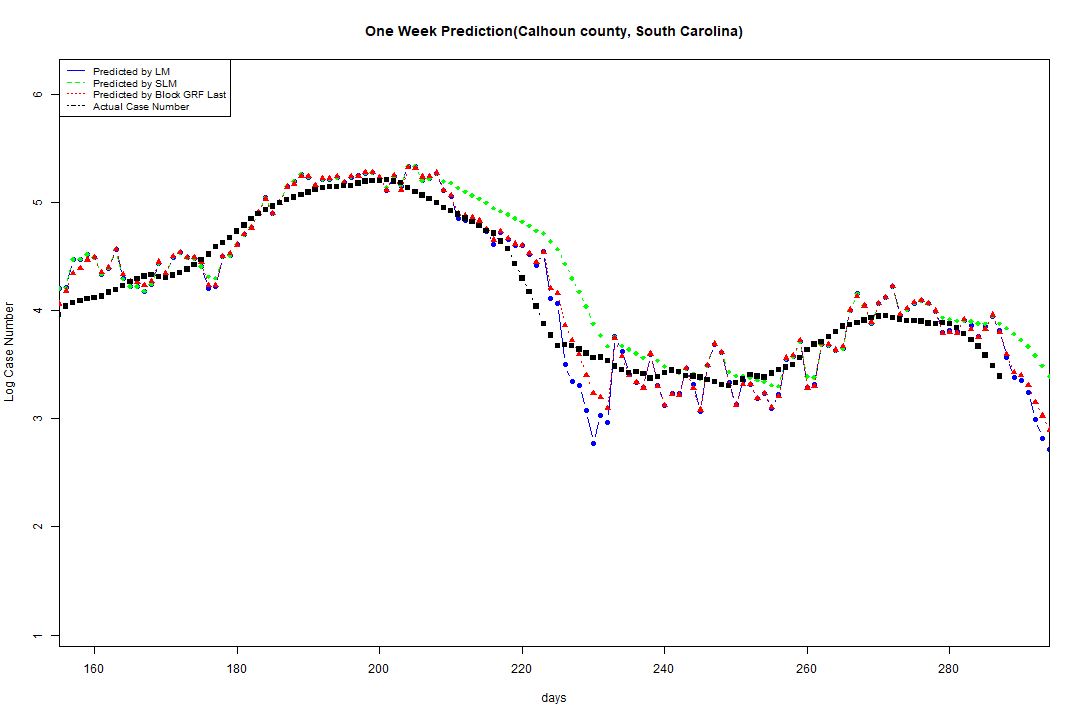 One Week Prediction(Calhoun county, South Carolina)
Predicted by LM
Predicted by SLM
Predicted by Block GRF Last
Actual Case Number
6
5
4
3
2
1
Log Case Number
160 180 200 220 240 260 280
days